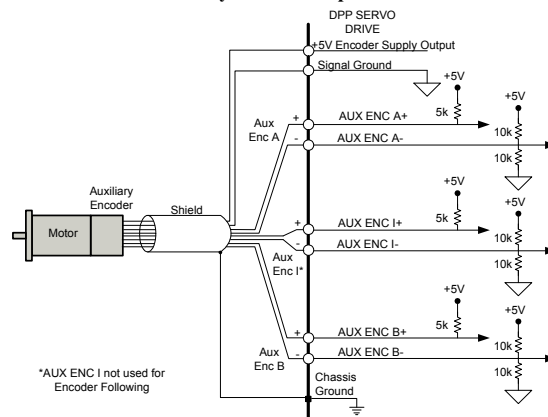 DPP SERVO
DRIVE
+5V Encoder Supply Output
Signal Ground
+5V
5k
+5V
10k
10k
+
Aux
Enc A
-
AUX ENC A+
AUX ENC A-
Auxiliary
Encoder
Shield
Motor
+5V
5k
+5V
10k
10k
+
-
Aux
Enc I*
AUX ENC I+
AUX ENC I-
+5V
5k
+5V
10k
10k
+
Aux
Enc B
-
AUX ENC B+
AUX ENC B-
*AUX ENC I not used for
Encoder Following
Chassis
Ground